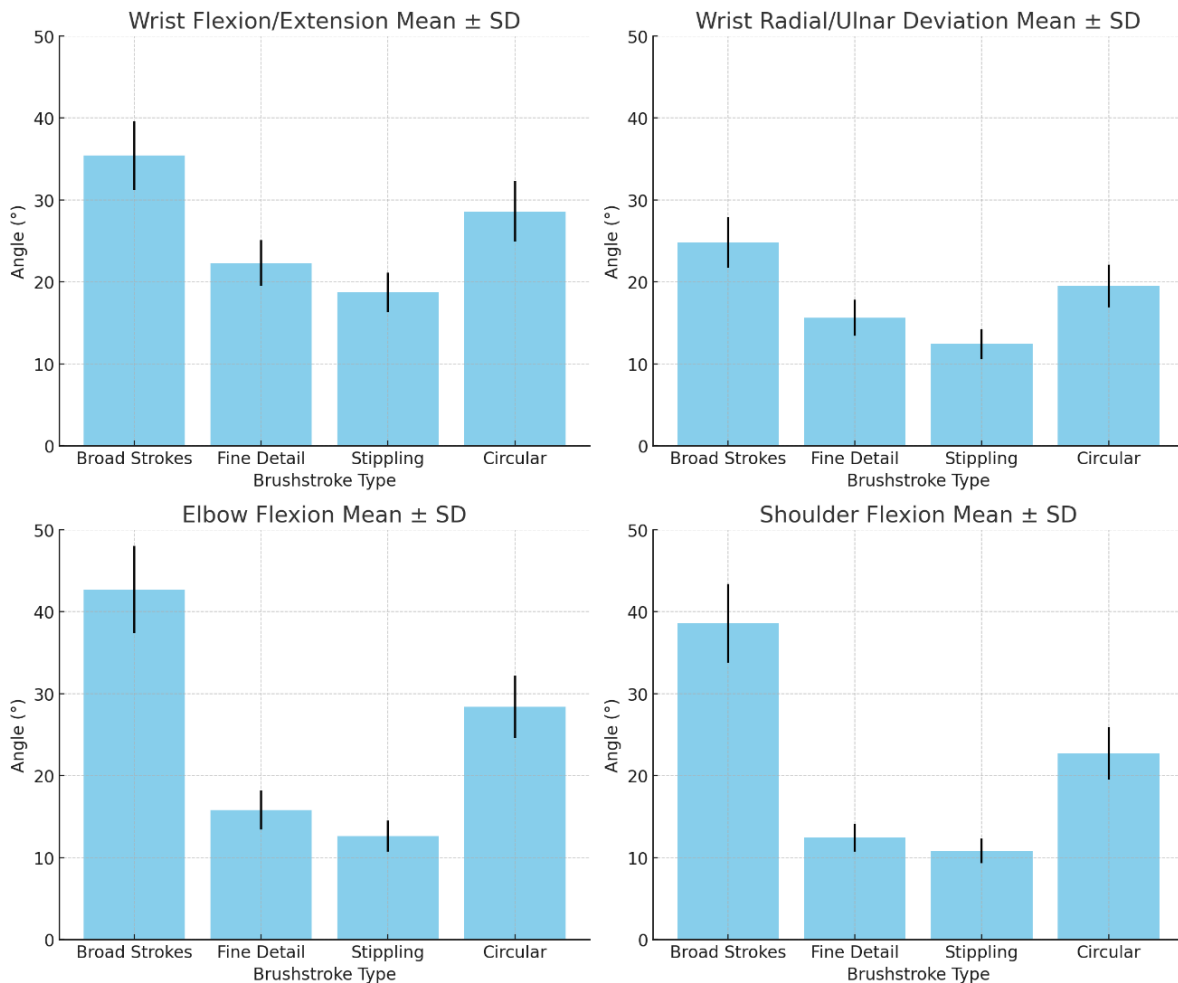 Wrist Flexion/Extension Mean ± SD
50
40
30
20
10
0
Angle (°)
Broad Strokes Fine Detail Stippling Circular
Brushstroke Type
Wrist Radial/Ulnar Deviation Mean ± SD
50
40
30
20
10
0
Angle (°)
Broad Strokes Fine Detail Stippling Circular
Brushstroke Type
Elbow Flexion Mean ± SD
50
40
30
20
10
0
Angle (°)
Broad Strokes Fine Detail Stippling Circular
Brushstroke Type
Shoulder Flexion Mean ± SD
50
40
30
20
10
0
Angle (°)
Broad Strokes Fine Detail Stippling Circular
Brushstroke Type